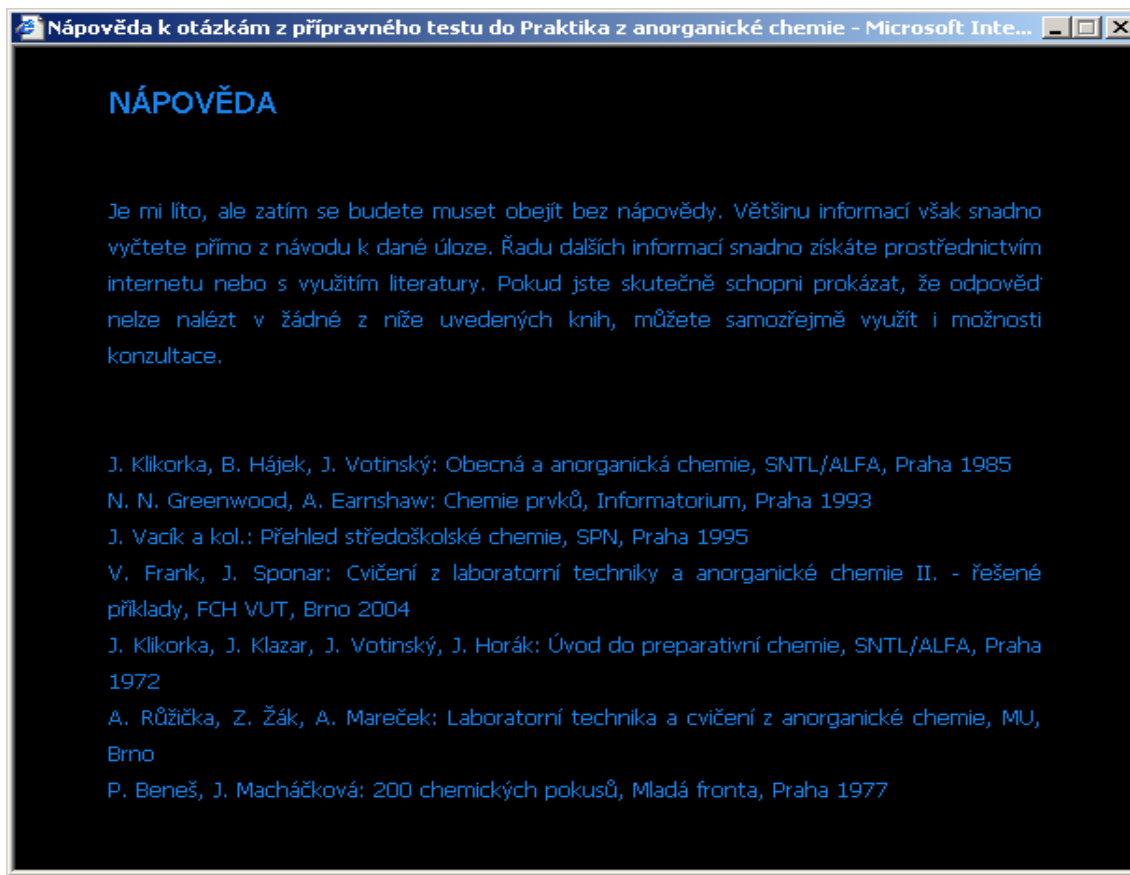 Nápověda k otázkám z přípravného testu do Praktika z anorganické chemie - Microsoft Inte...
NÁPOVĚDA
Je mi líto, ale zatím se budete muset obejít bez nápovědy. Většinu informací však snadno
vyčtete přímo z návodu k dané úloze. Řadu dalších informací snadno získáte prostřednictvím
internetu nebo s využitím literatury. Pokud jste skutečně schopni prokázat, že odpověď
nelze nalézt v žádné z níže uvedených knih, můžete samozřejmě využít i možnosti
konzultace.
J. Klikorka, B. Hájek, J. Votinský: Obecná a anorganická chemie, SNTL/ALFA, Praha 1985
N. N. Greenwood, A. Earnshaw: Chemie prvků, Informatorium, Praha 1993
J. Vacík a kol.: Přehled středoškolské chemie, SPN, Praha 1995
V. Frank, J. Sponar: Cvičení z laboratorní techniky a anorganické chemie II. - řešené
příklady, FCH VUT, Brno 2004
J. Klikorka, J. Klazar, J. Votinský, J. Horák: Úvod do preparativní chemie, SNTL/ALFA, Praha
1972
A. Růžička, Z. Žák, A. Mareček: Laboratorní technika a cvičení z anorganické chemie, MU,
Brno
P. Beneš, J. Macháčková: 200 chemických pokusů, Mladá fronta, Praha 1977